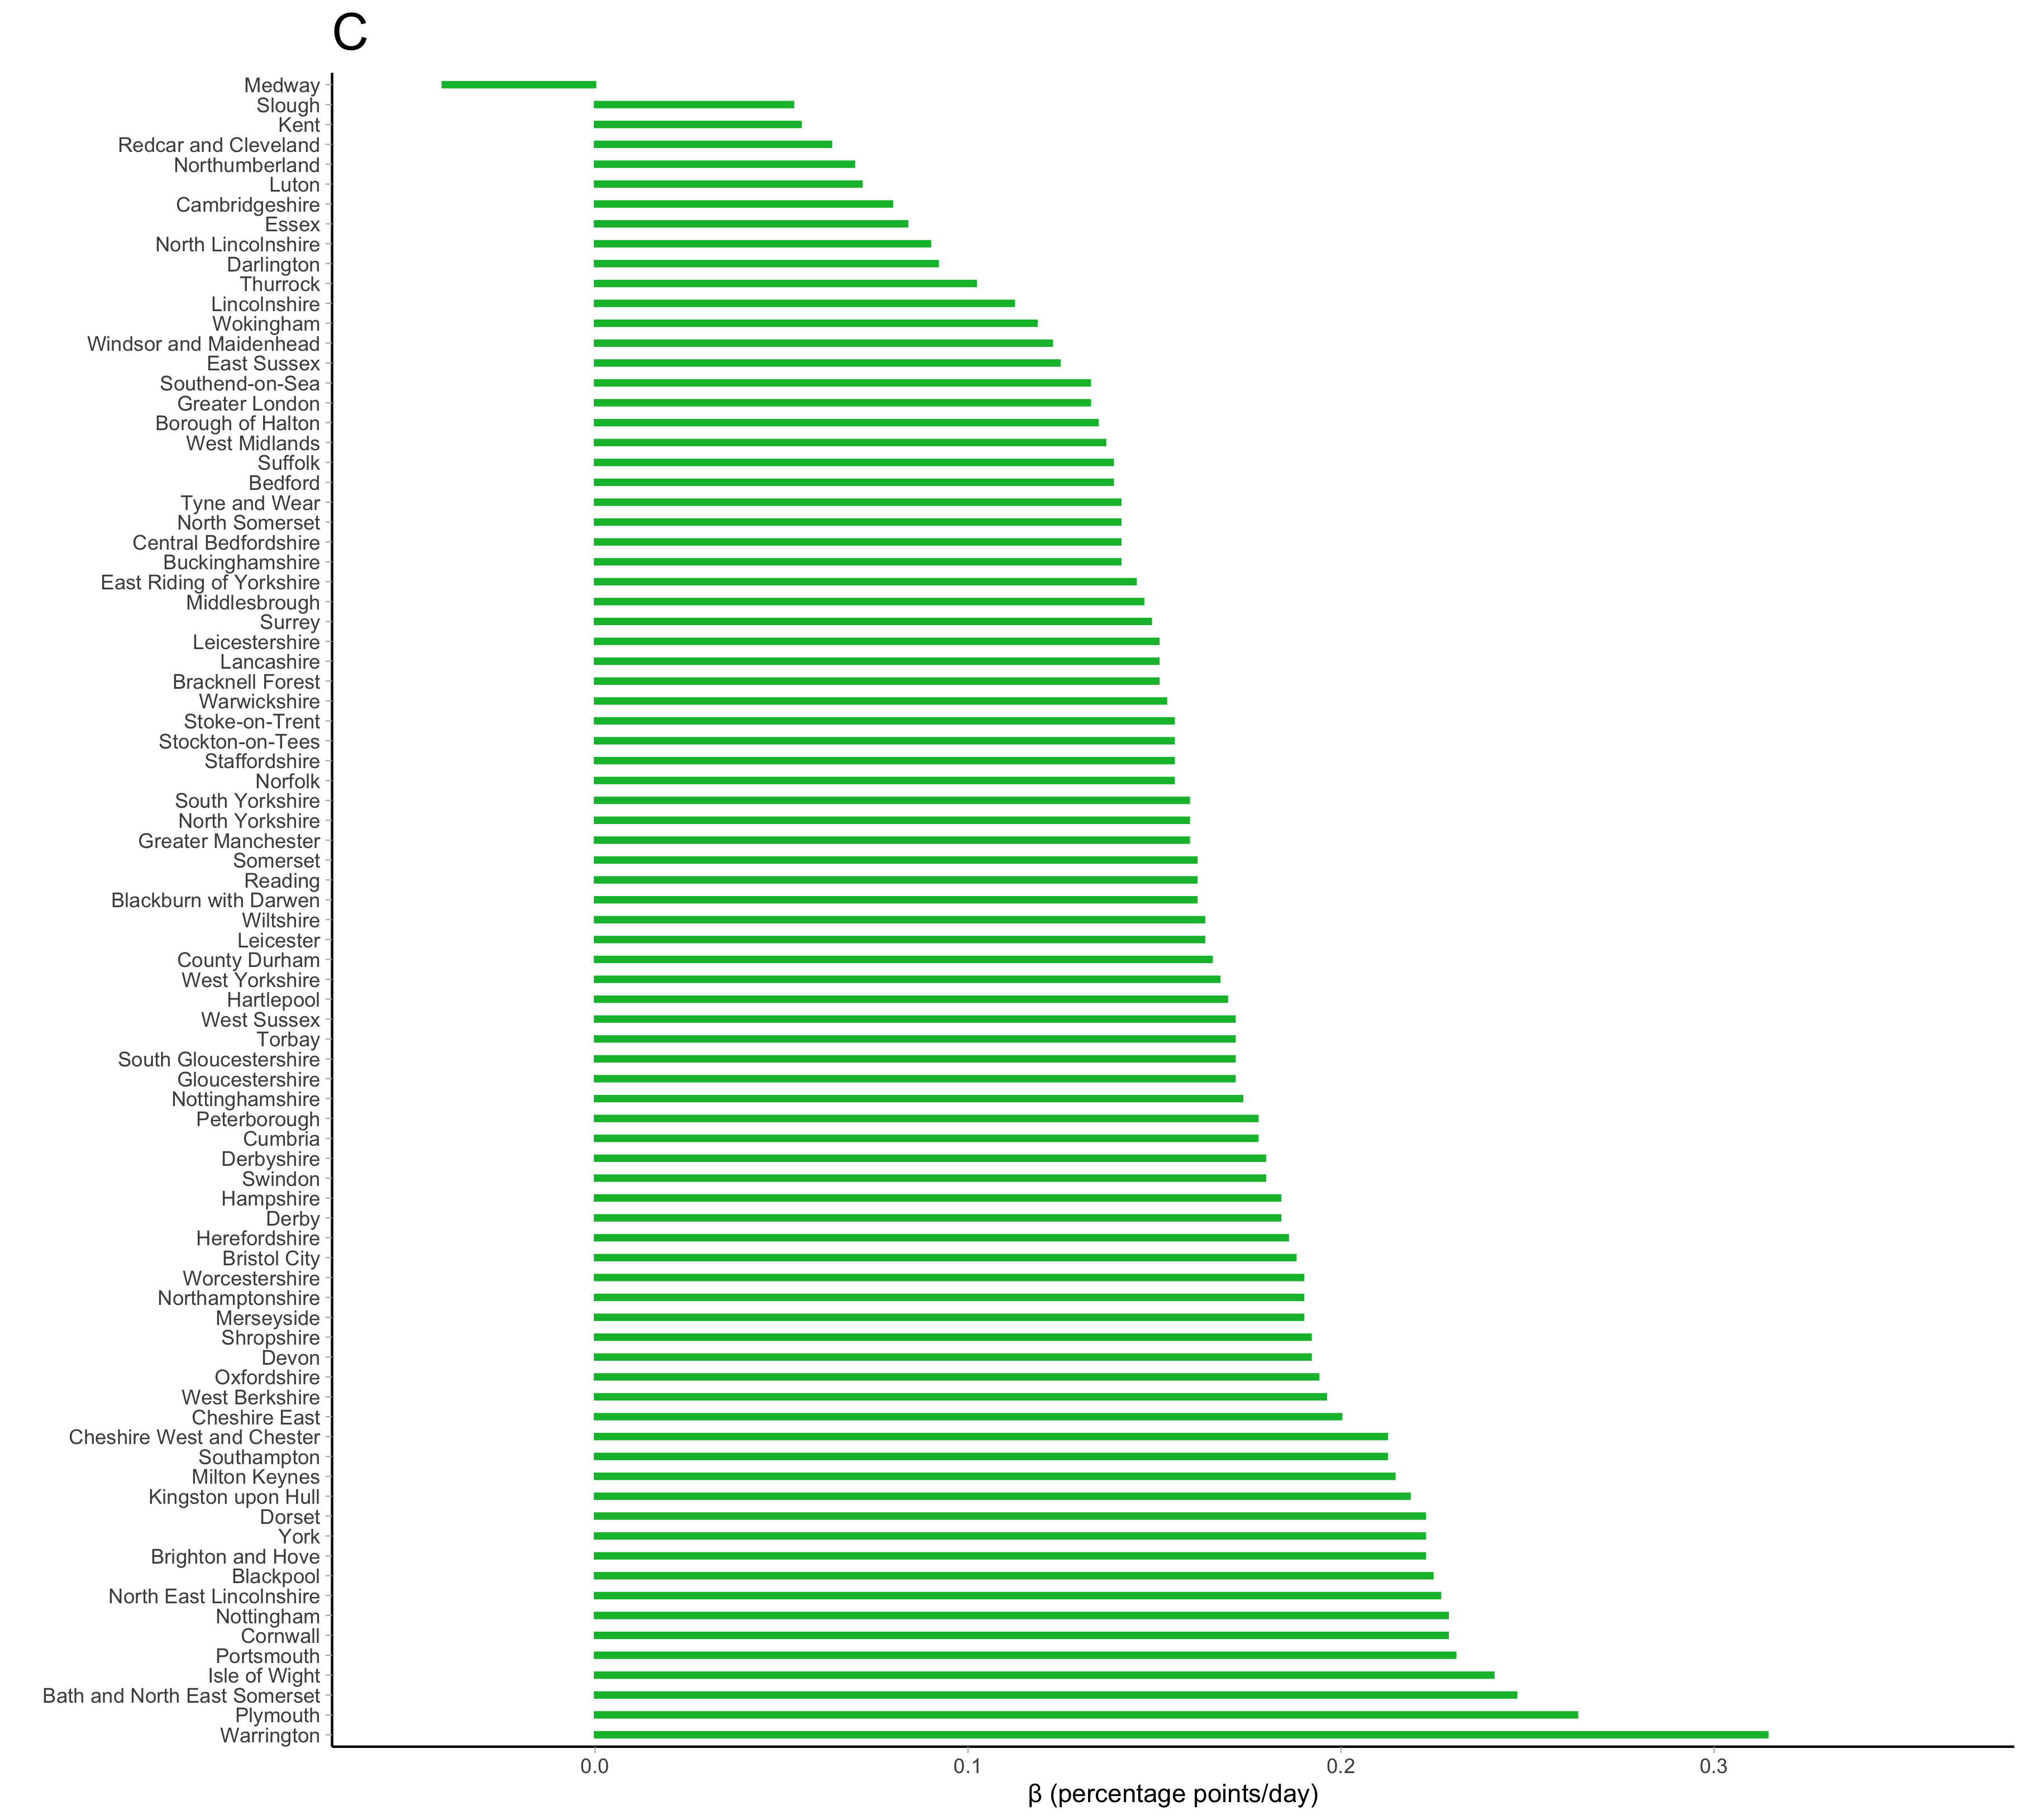 C
Medway
Slough
Kent
Redcar and Cleveland
Northumberland
Luton
Cambridgeshire
Essex
North Lincolnshire
Darlington
Thurrock
Lincolnshire
Wokingham
Windsor and Maidenhead
East Sussex
Southend-on-Sea
Greater London
Borough of Halton
West Midlands
Suffolk
Bedford
Tyne and Wear
North Somerset
Central Bedfordshire
Buckinghamshire
East Riding of Yorkshire
Middlesbrough
Surrey
Leicestershire
Lancashire
Bracknell Forest
Warwickshire
Stoke-on-Trent
Stockton-on-Tees
Staffordshire
Norfolk
South Yorkshire
North Yorkshire
Greater Manchester
Somerset
Reading
Blackburn with Darwen
Wiltshire
Leicester
County Durham
West Yorkshire
Hartlepool
West Sussex
Torbay
South Gloucestershire
Gloucestershire
Nottinghamshire
Peterborough
Cumbria
Derbyshire
Swindon
Hampshire
Derby
Herefordshire
Bristol City
Worcestershire
Northamptonshire
Merseyside
Shropshire
Devon
Oxfordshire
West Berkshire
Cheshire East
Cheshire West and Chester
Southampton
Milton Keynes
Kingston upon Hull
Dorset
York
Brighton and Hove
Blackpool
North East Lincolnshire
Nottingham
Cornwall
Portsmouth
Isle of Wight
Bath and North East Somerset
Plymouth
Warrington
0.0 0.1 0.2 0.3
β (percentage points/day)